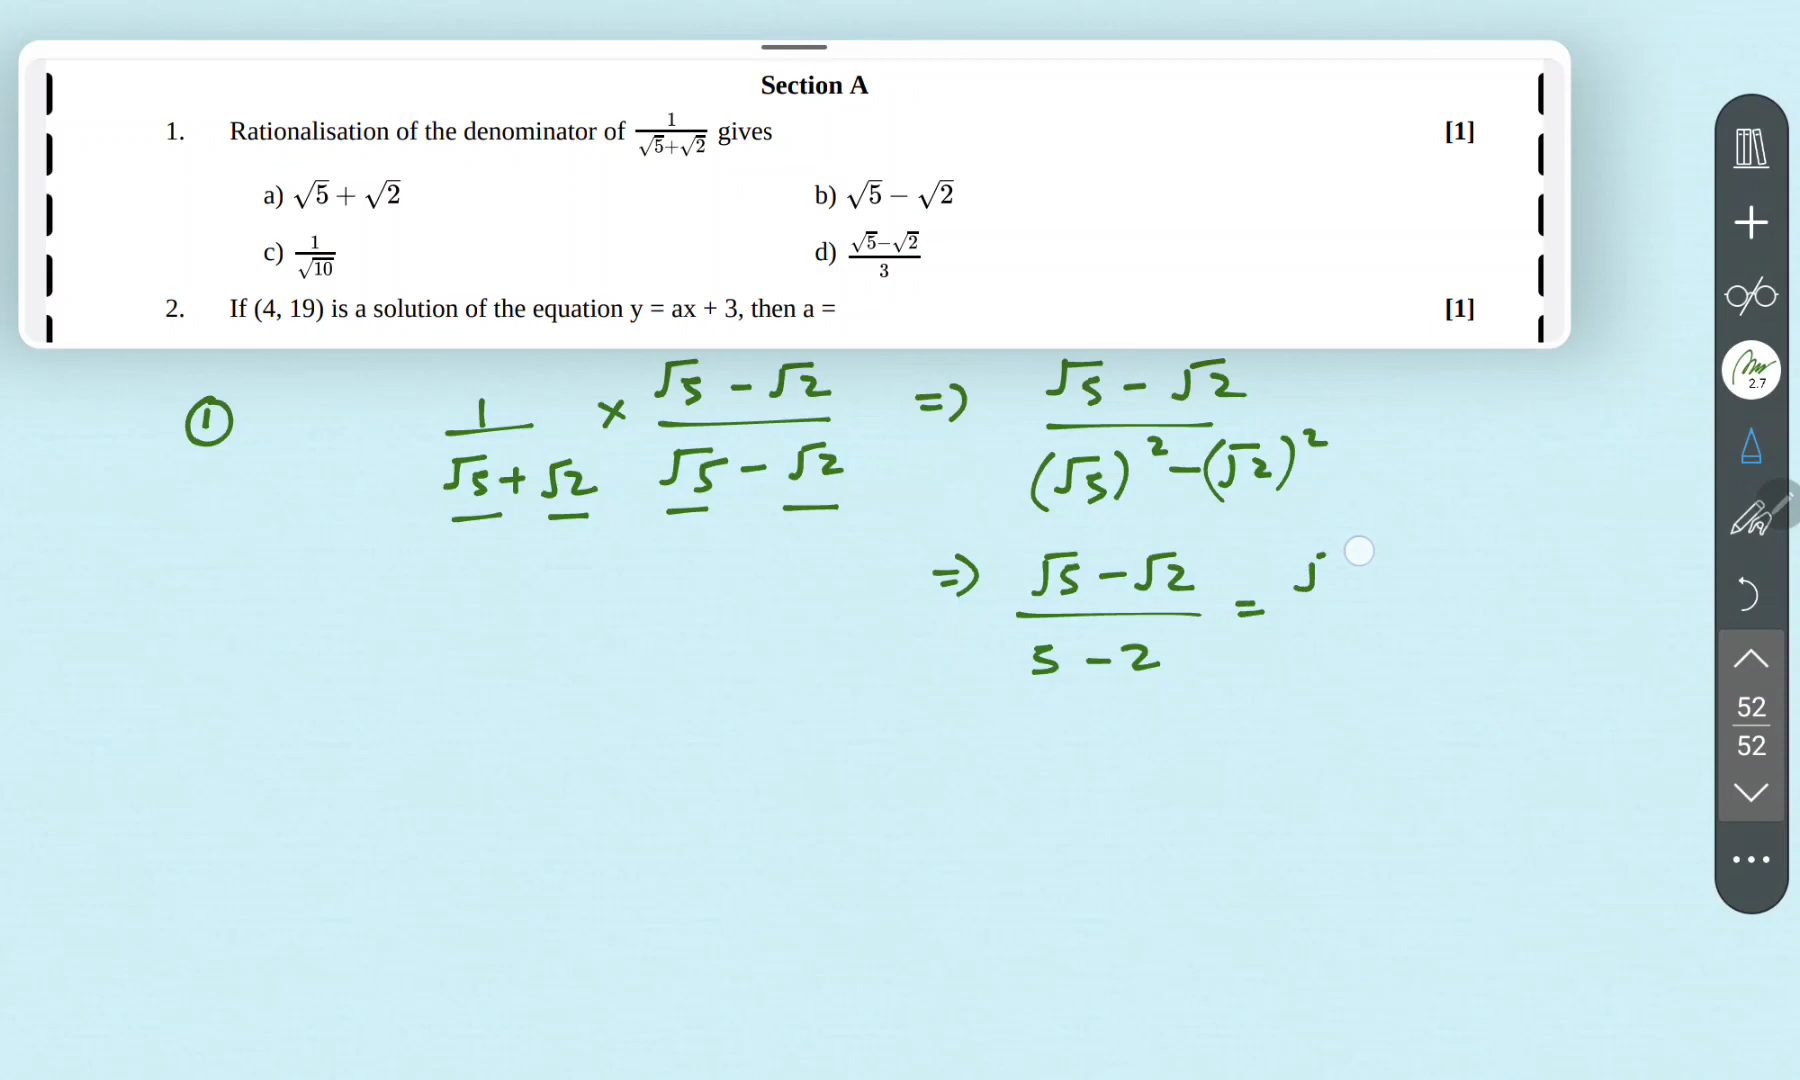 Section A
1. Rationalisation of the denominator of 1/(√5+√2) gives [1]
a) √5 + √2 b) √5 − √2
c) 1/√10 d) (√5−√2)/3
2. If (4, 19) is a solution of the equation y = ax + 3, then a = [1]
① 1/(√5 + √2) × (√5 − √2)/(√5 − √2) => (√5 − √2)/((√5)² − (√2)²)
=> (√5 − √2)/(5 − 2) = √
2.7
52
52